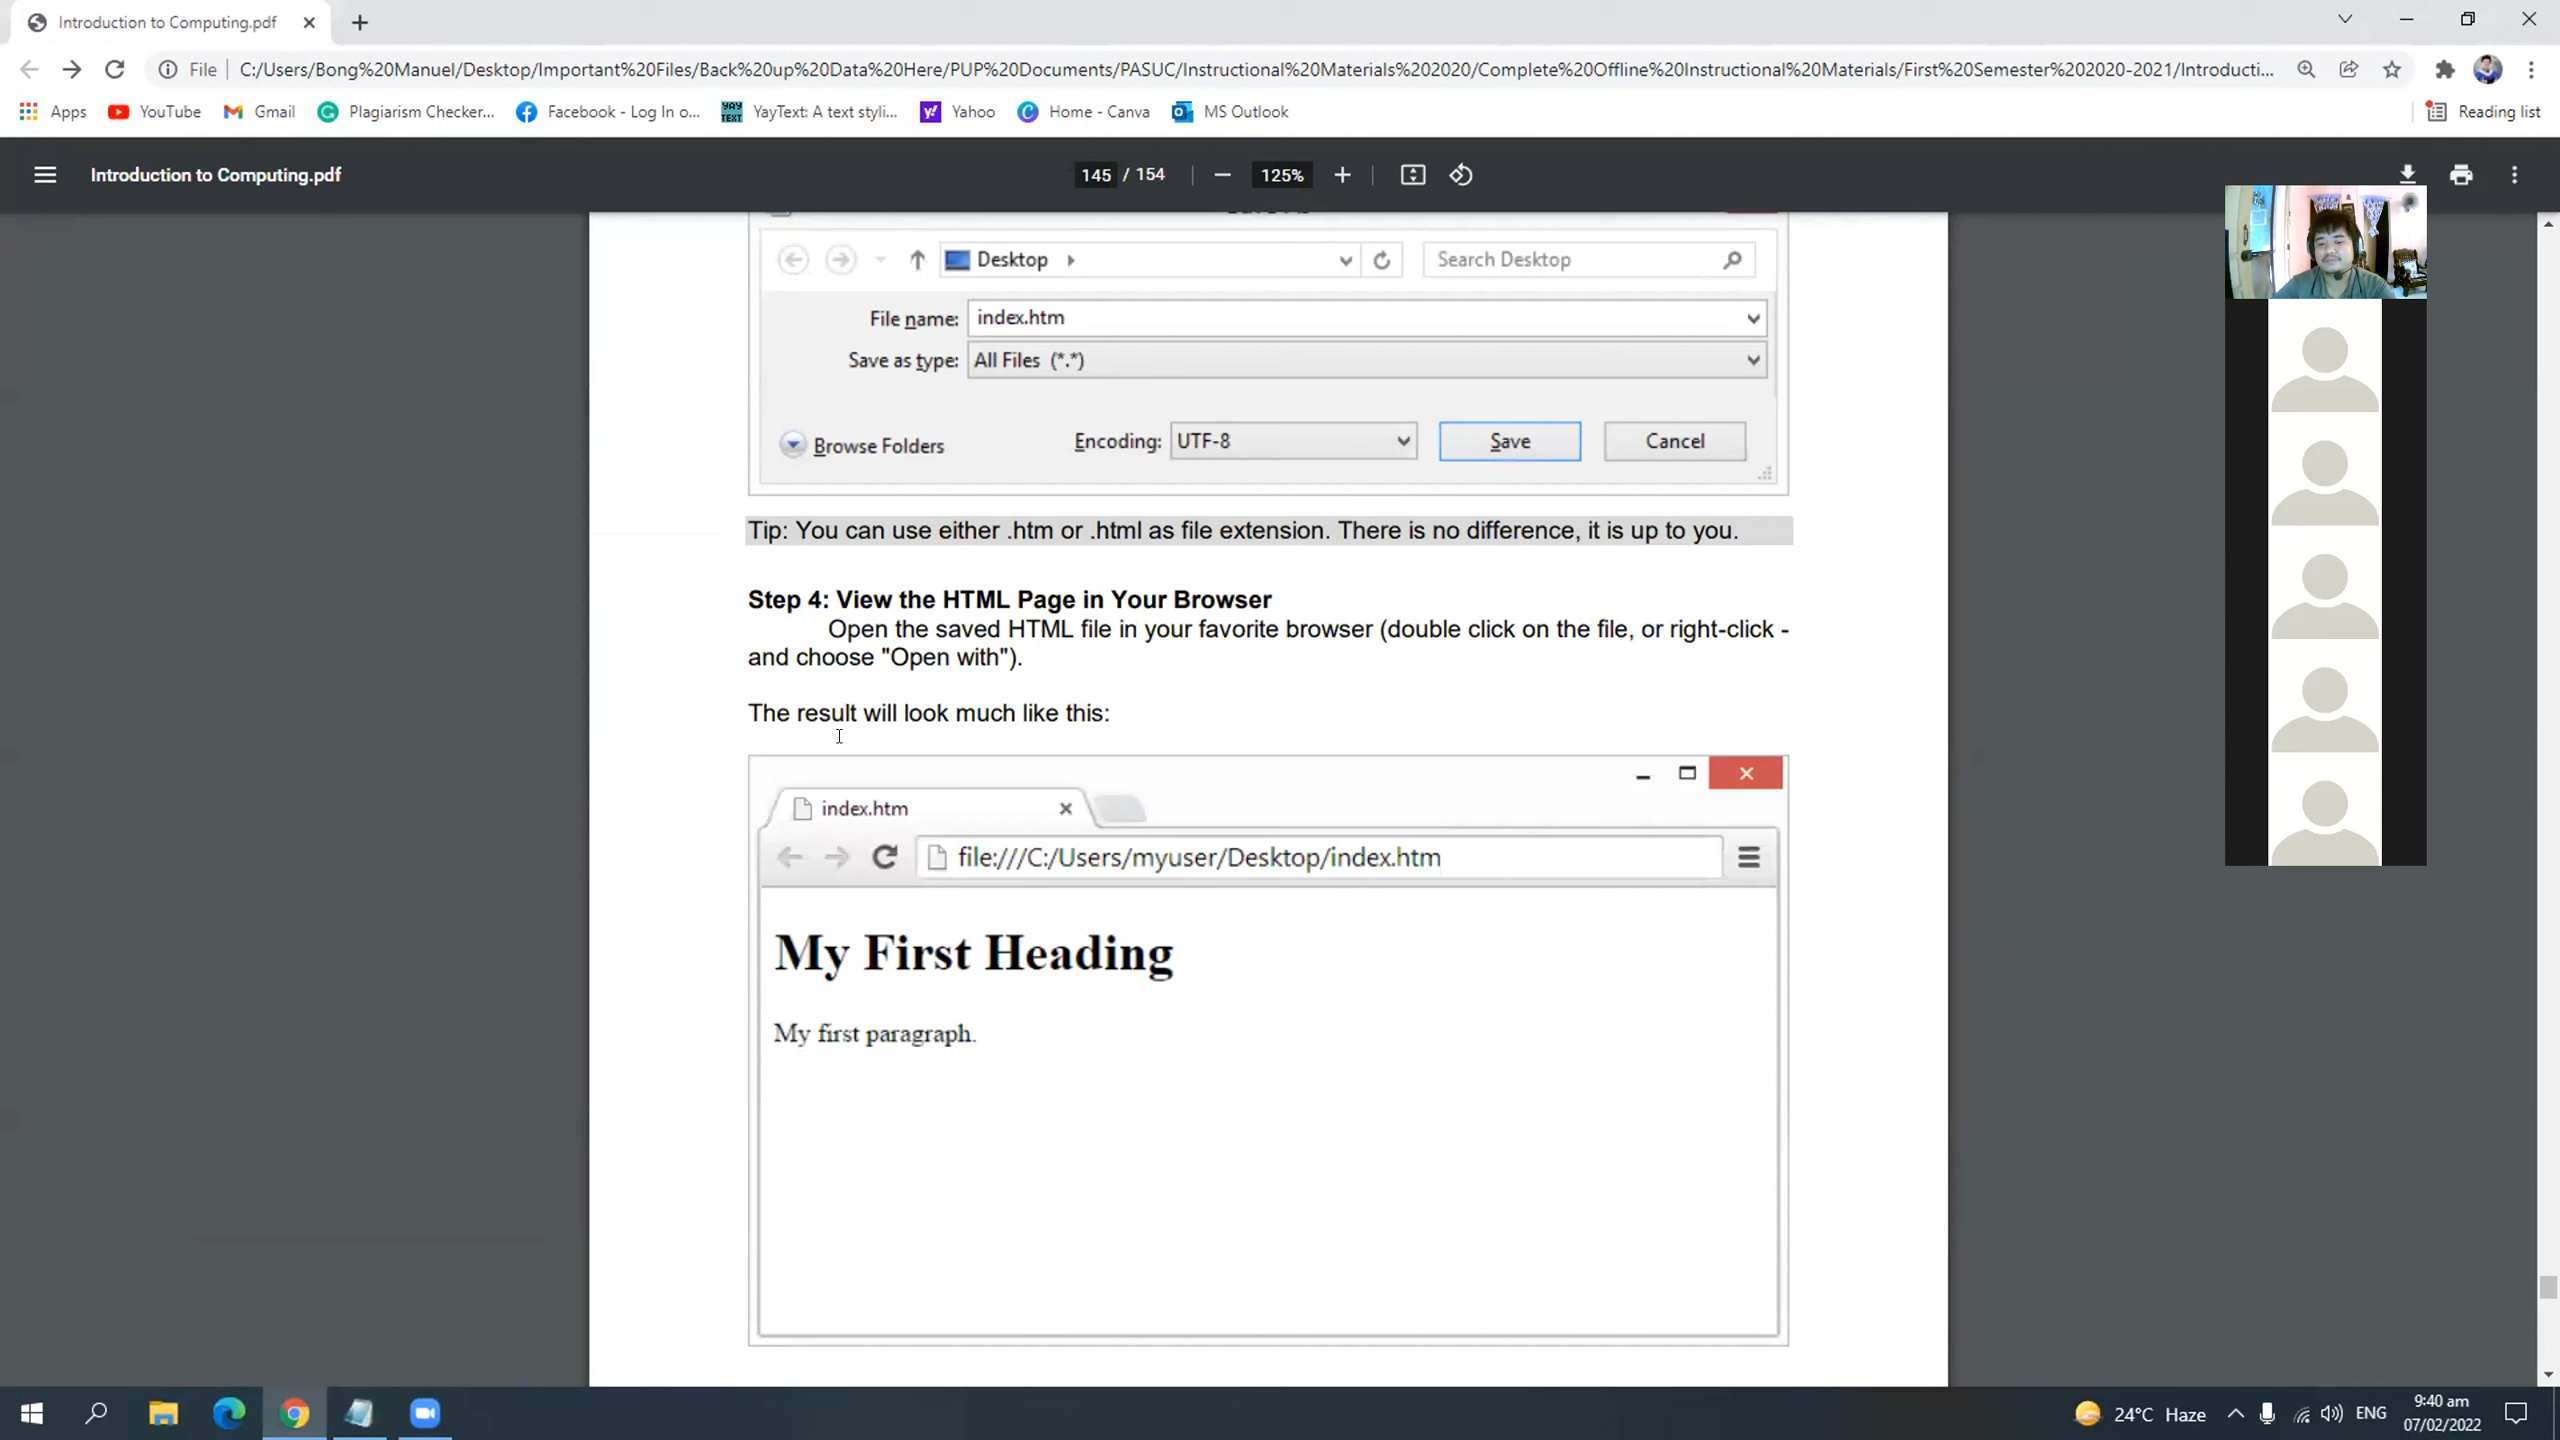 Introduction to Computing.pdf
File C:/Users/Bong%20Manuel/Desktop/Important%20Files/Back%20up%20Data%20Here/PUP%20Documents/PASUC/Instructional%20Materials%202020/Complete%20Offline%20Instructional%20Materials/First%20Semester%202020-2021/Introducti...
Apps YouTube Gmail Plagiarism Checker... Facebook - Log In o... YAY TEXT YayText: A text styli... Yahoo Home - Canva MS Outlook Reading list
Introduction to Computing.pdf 145 / 154 125%
Desktop Search Desktop
File name: index.htm
Save as type: All Files (*.*)
Browse Folders Encoding: UTF-8 Save Cancel
Tip: You can use either .htm or .html as file extension. There is no difference, it is up to you.
Step 4: View the HTML Page in Your Browser
Open the saved HTML file in your favorite browser (double click on the file, or right-click -
and choose "Open with").
The result will look much like this:
index.htm
file:///C:/Users/myuser/Desktop/index.htm
My First Heading
My first paragraph.
24°C Haze ENG 9:40 am
07/02/2022